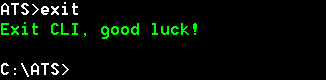 ATS>exit
Exit CLI, good luck!
C:\ATS>